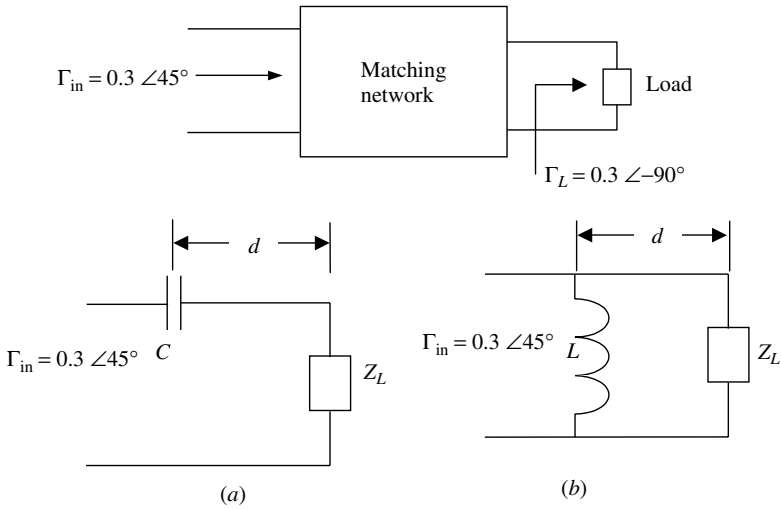 Γin = 0.3 ∠45°
Matching
network
Load
ΓL = 0.3 ∠–90°
d
Γin = 0.3 ∠45°
C
ZL
(a)
d
Γin = 0.3 ∠45°
L
ZL
(b)